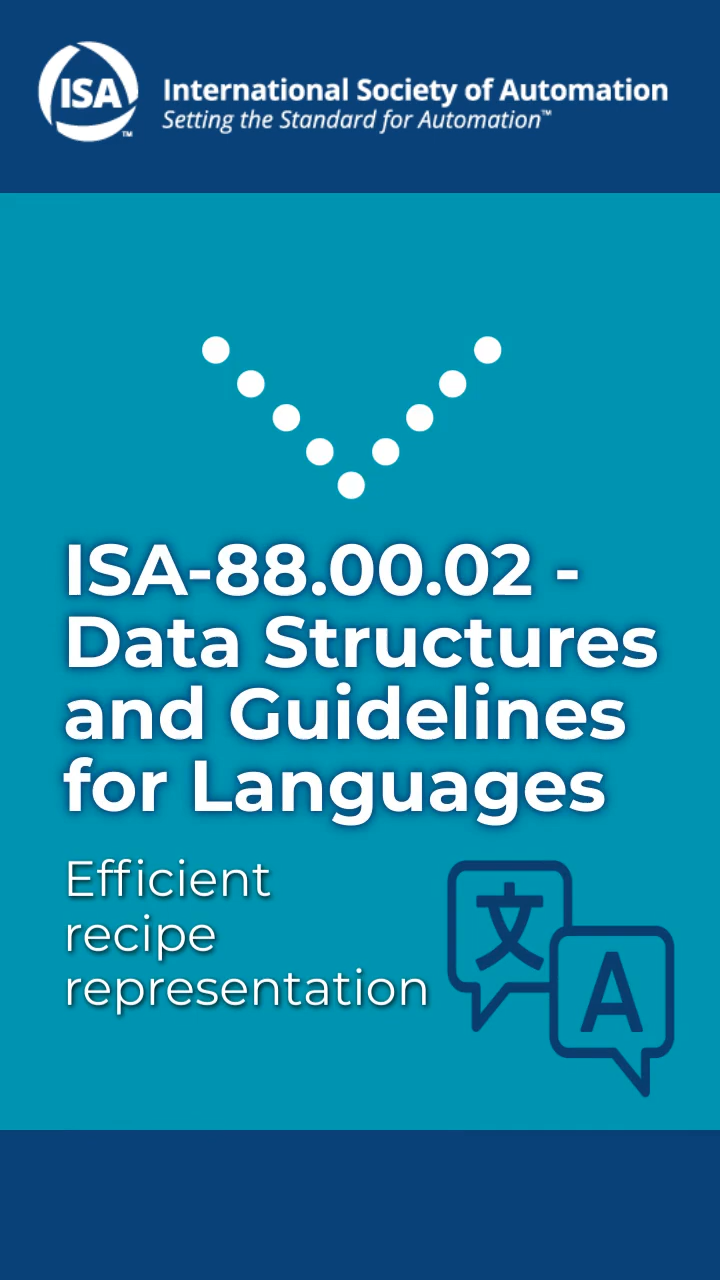 ISA
TM
International Society of Automation
Setting the Standard for Automation™
ISA-88.00.02 -
Data Structures
and Guidelines
for Languages
Efficient
recipe
representation
文
A